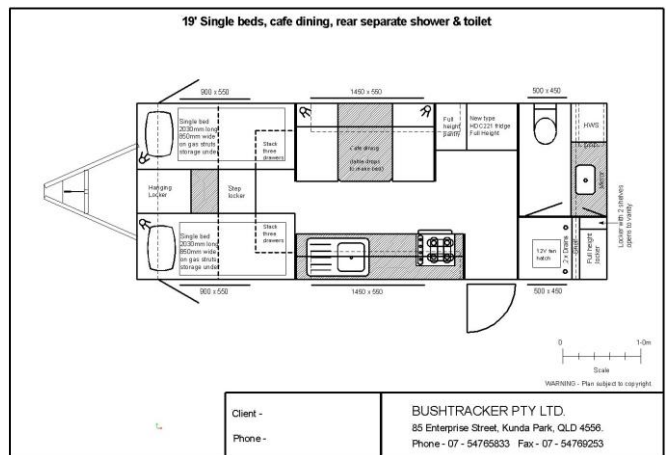 19' Single beds, cafe dining, rear separate shower & toilet
900 x 550
1450 x 550
500 x 450
Single bed
2030mm long
850mm wide
on gas struts
storage under
Stack
three
drawers
Cafe dining
(table drops
to make bed)
Full
height
pantry
New type
HDC221 fridge
Full Height
HWS
Mirror
Hanging
Locker
Step
locker
Single bed
2030mm long
850mm wide
on gas struts
storage under
Stack
three
drawers
12V fan
hatch
2 x Drains
Full height
locker
Locker with 2 shelves
opens to vanity
900 x 550
1450 x 550
500 x 450
0 1-0m
Scale
WARNING - Plan subject to copyright.
Client -
Phone -
BUSHTRACKER PTY LTD.
85 Enterprise Street, Kunda Park, QLD 4556.
Phone - 07 - 54765833 Fax - 07 - 54769253